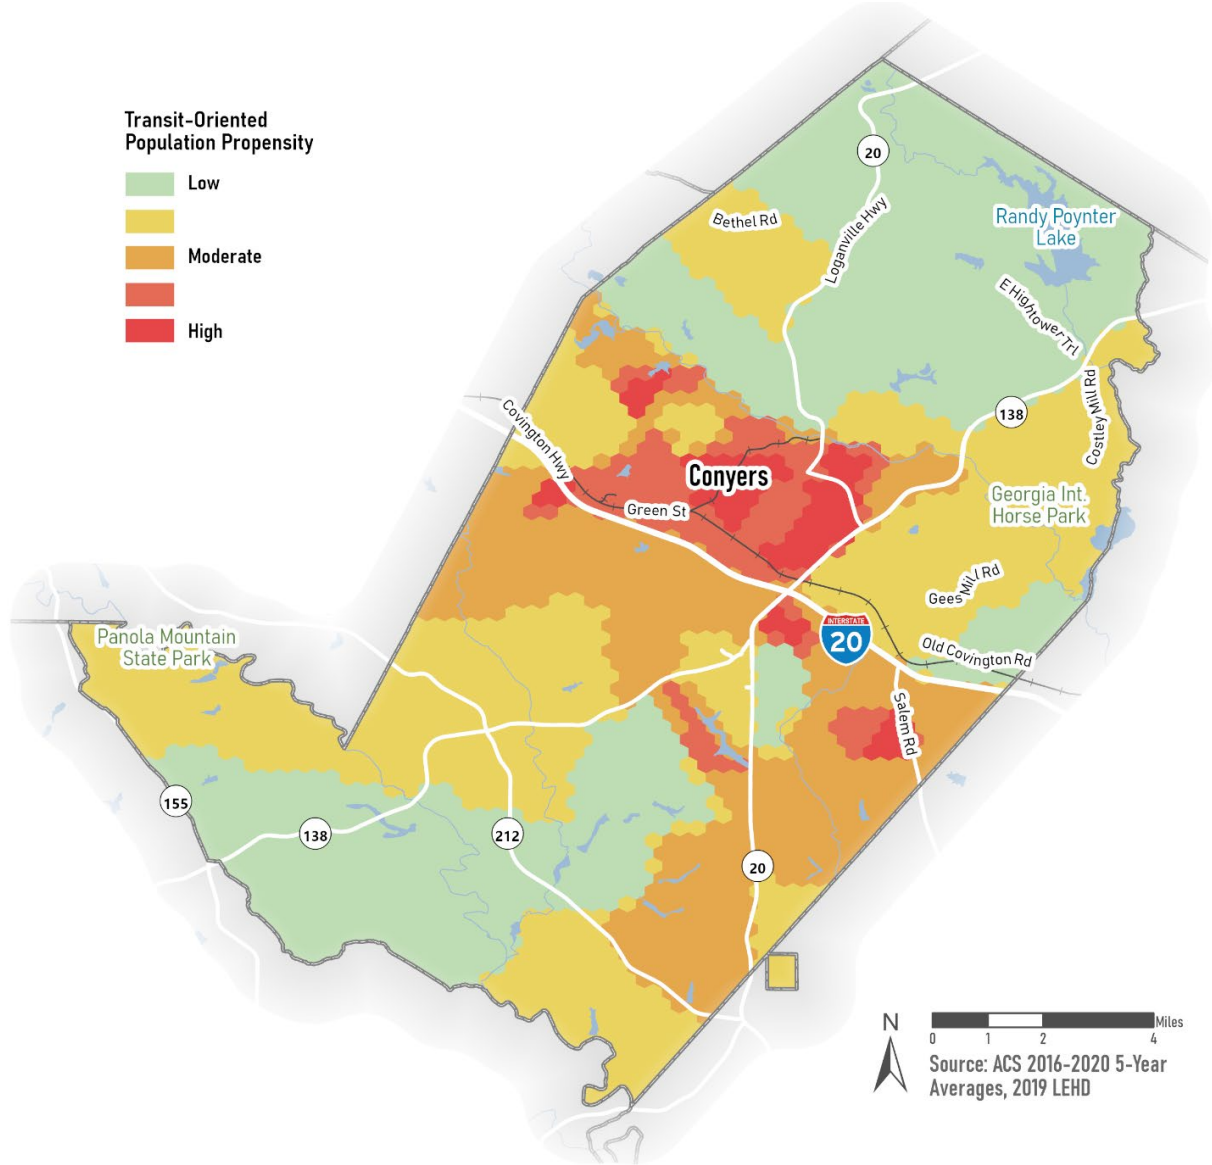 Transit-Oriented
Population Propensity
Low
Moderate
High
20
Bethel Rd
Loganville Hwy
Randy Poynter
Lake
E Hightower Trl
138
Costley Mill Rd
Covington Hwy
Conyers
Green St
Georgia Int.
Horse Park
Gees Mill Rd
INTERSTATE
20
Old Covington Rd
Panola Mountain
State Park
Salem Rd
155
138
212
20
N
0 1 2 4 Miles
Source: ACS 2016-2020 5-Year
Averages, 2019 LEHD